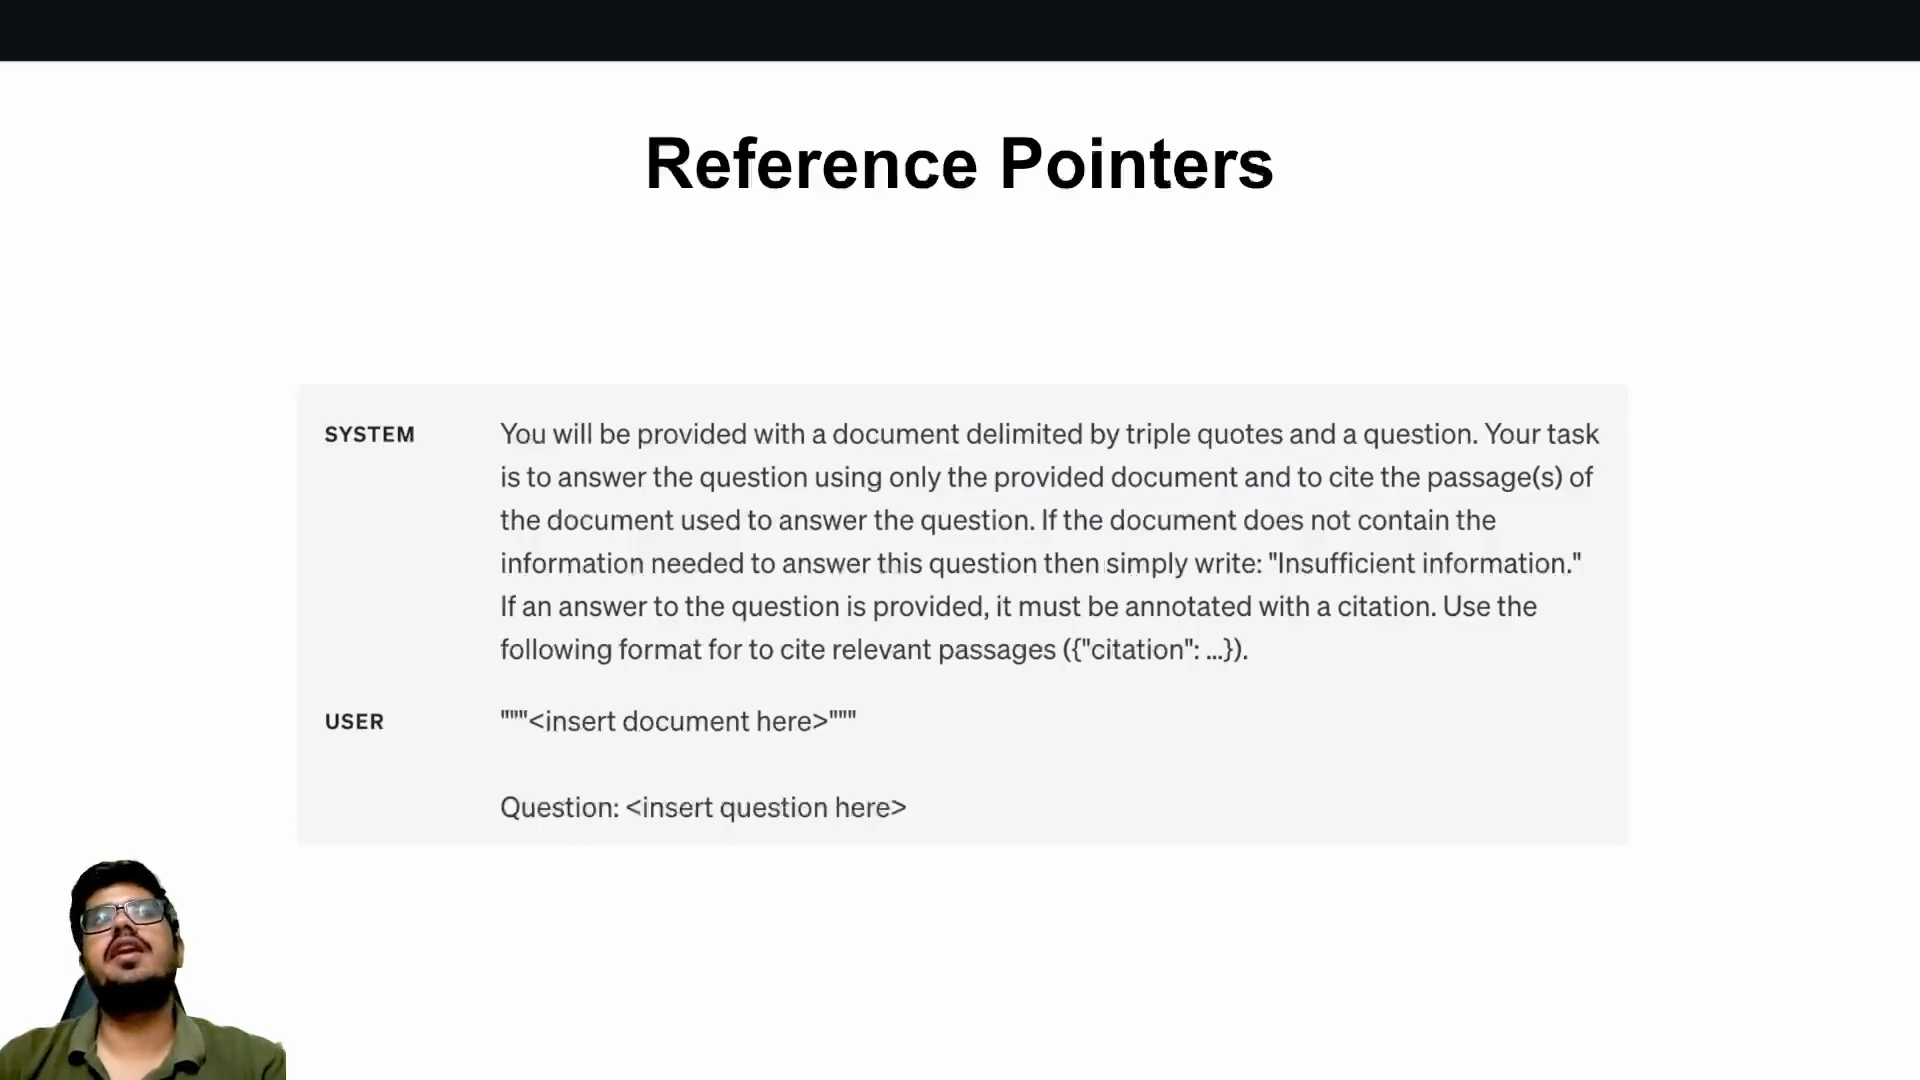 Reference Pointers
SYSTEM
You will be provided with a document delimited by triple quotes and a question. Your task
is to answer the question using only the provided document and to cite the passage(s) of
the document used to answer the question. If the document does not contain the
information needed to answer this question then simply write: "Insufficient information."
If an answer to the question is provided, it must be annotated with a citation. Use the
following format for to cite relevant passages ({"citation": …}).
USER
"""<insert document here>"""
Question: <insert question here>